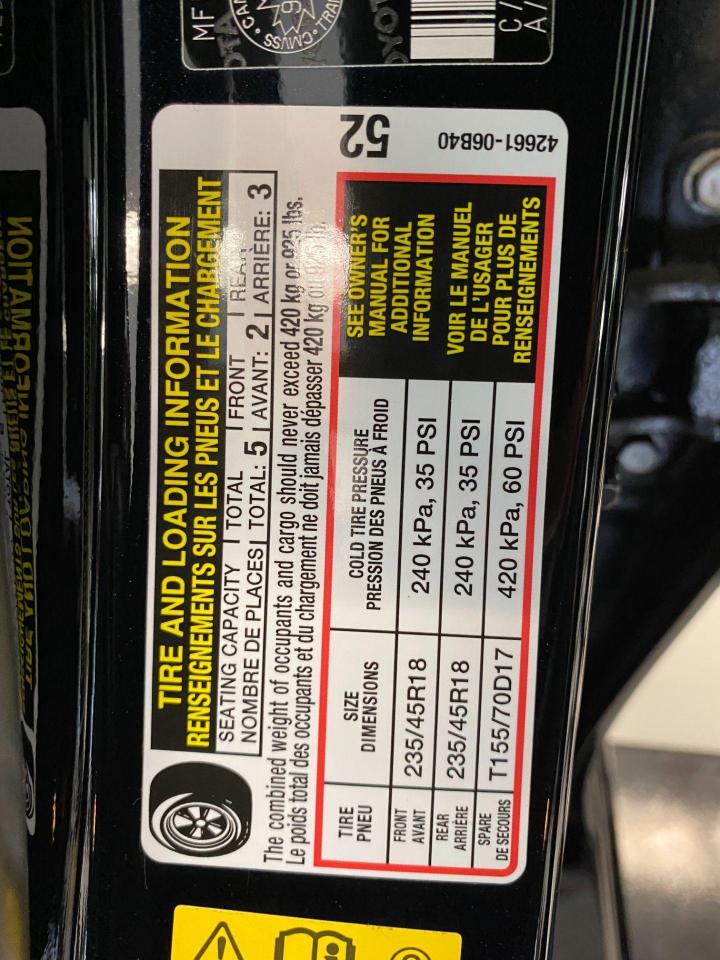 TIRE AND LOADING INFORMATION
RENSEIGNEMENTS SUR LES PNEUS ET LE CHARGEMENT
SEATING CAPACITY | TOTAL | FRONT | REAR
NOMBRE DE PLACES | TOTAL: 5 | AVANT: 2 | ARRIÈRE: 3
The combined weight of occupants and cargo should never exceed 420 kg or 925 lbs.
Le poids total des occupants et du chargement ne doit jamais dépasser 420 kg ou 925 lb.
TIRE SIZE COLD TIRE PRESSURE
PNEU DIMENSIONS PRESSION DES PNEUS À FROID
FRONT
AVANT 235/45R18 240 kPa, 35 PSI
REAR
ARRIÈRE 235/45R18 240 kPa, 35 PSI
SPARE
DE SECOURS T155/70D17 420 kPa, 60 PSI
SEE OWNER'S
MANUAL FOR
ADDITIONAL
INFORMATION
VOIR LE MANUEL
DE L'USAGER
POUR PLUS DE
RENSEIGNEMENTS
52
42661-06B40
MF
CMVSS
C/
A/